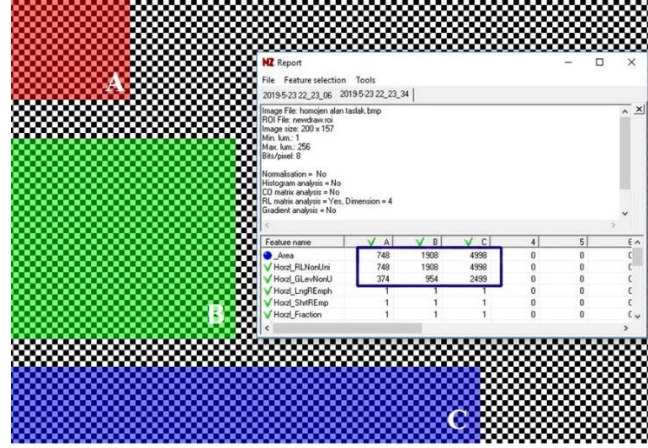 A
MZ Report
File Feature selection Tools
2019-5-23 22_23_06 2019-5-23 22_23_34
Image File: homojen alan taslak.bmp
ROI File: newdraw.roi
Image size: 200 x 157
Min. lum.: 1
Max. lum.: 256
Bits/pixel: 8
Normalisation = No
Histogram analysis = No
CO matrix analysis = No
RL matrix analysis = Yes, Dimension = 4
Gradient analysis = No
Feature name A B C 4 5
_Area 748 1908 4998 0 0
Horzl_RLNonUni 748 1908 4998 0 0
Horzl_GLevNonU 374 954 2499 0 0
Horzl_LngREmph 1 1 1 0 0
Horzl_ShrtREmp 1 1 1 0 0
Horzl_Fraction 1 1 1 0 0
B
C